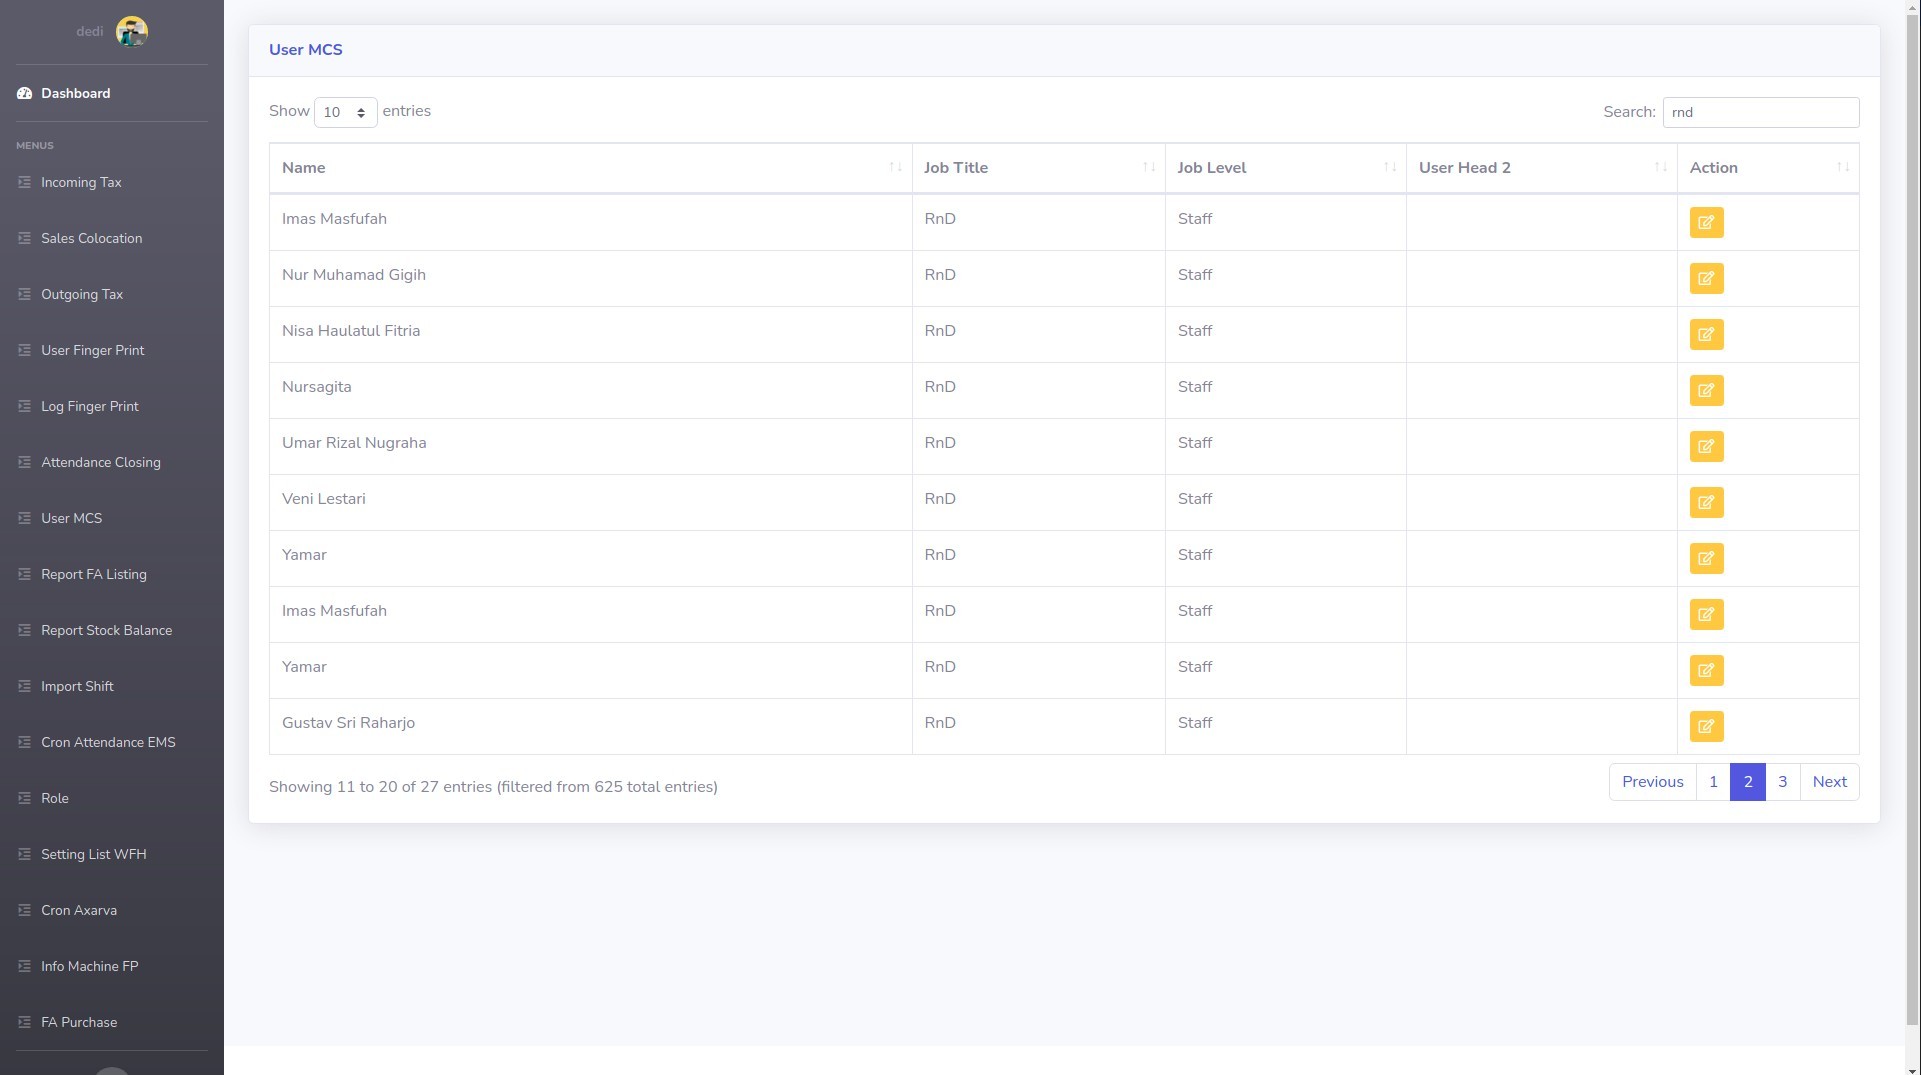 dedi
Dashboard
MENUS
Incoming Tax
Sales Colocation
Outgoing Tax
User Finger Print
Log Finger Print
Attendance Closing
User MCS
Report FA Listing
Report Stock Balance
Import Shift
Cron Attendance EMS
Role
Setting List WFH
Cron Axarva
Info Machine FP
FA Purchase
User MCS
Show 10 entries Search: rnd
Name Job Title Job Level User Head 2 Action
Imas Masfufah RnD Staff
Nur Muhamad Gigih RnD Staff
Nisa Haulatul Fitria RnD Staff
Nursagita RnD Staff
Umar Rizal Nugraha RnD Staff
Veni Lestari RnD Staff
Yamar RnD Staff
Imas Masfufah RnD Staff
Yamar RnD Staff
Gustav Sri Raharjo RnD Staff
Showing 11 to 20 of 27 entries (filtered from 625 total entries) Previous 1 2 3 Next